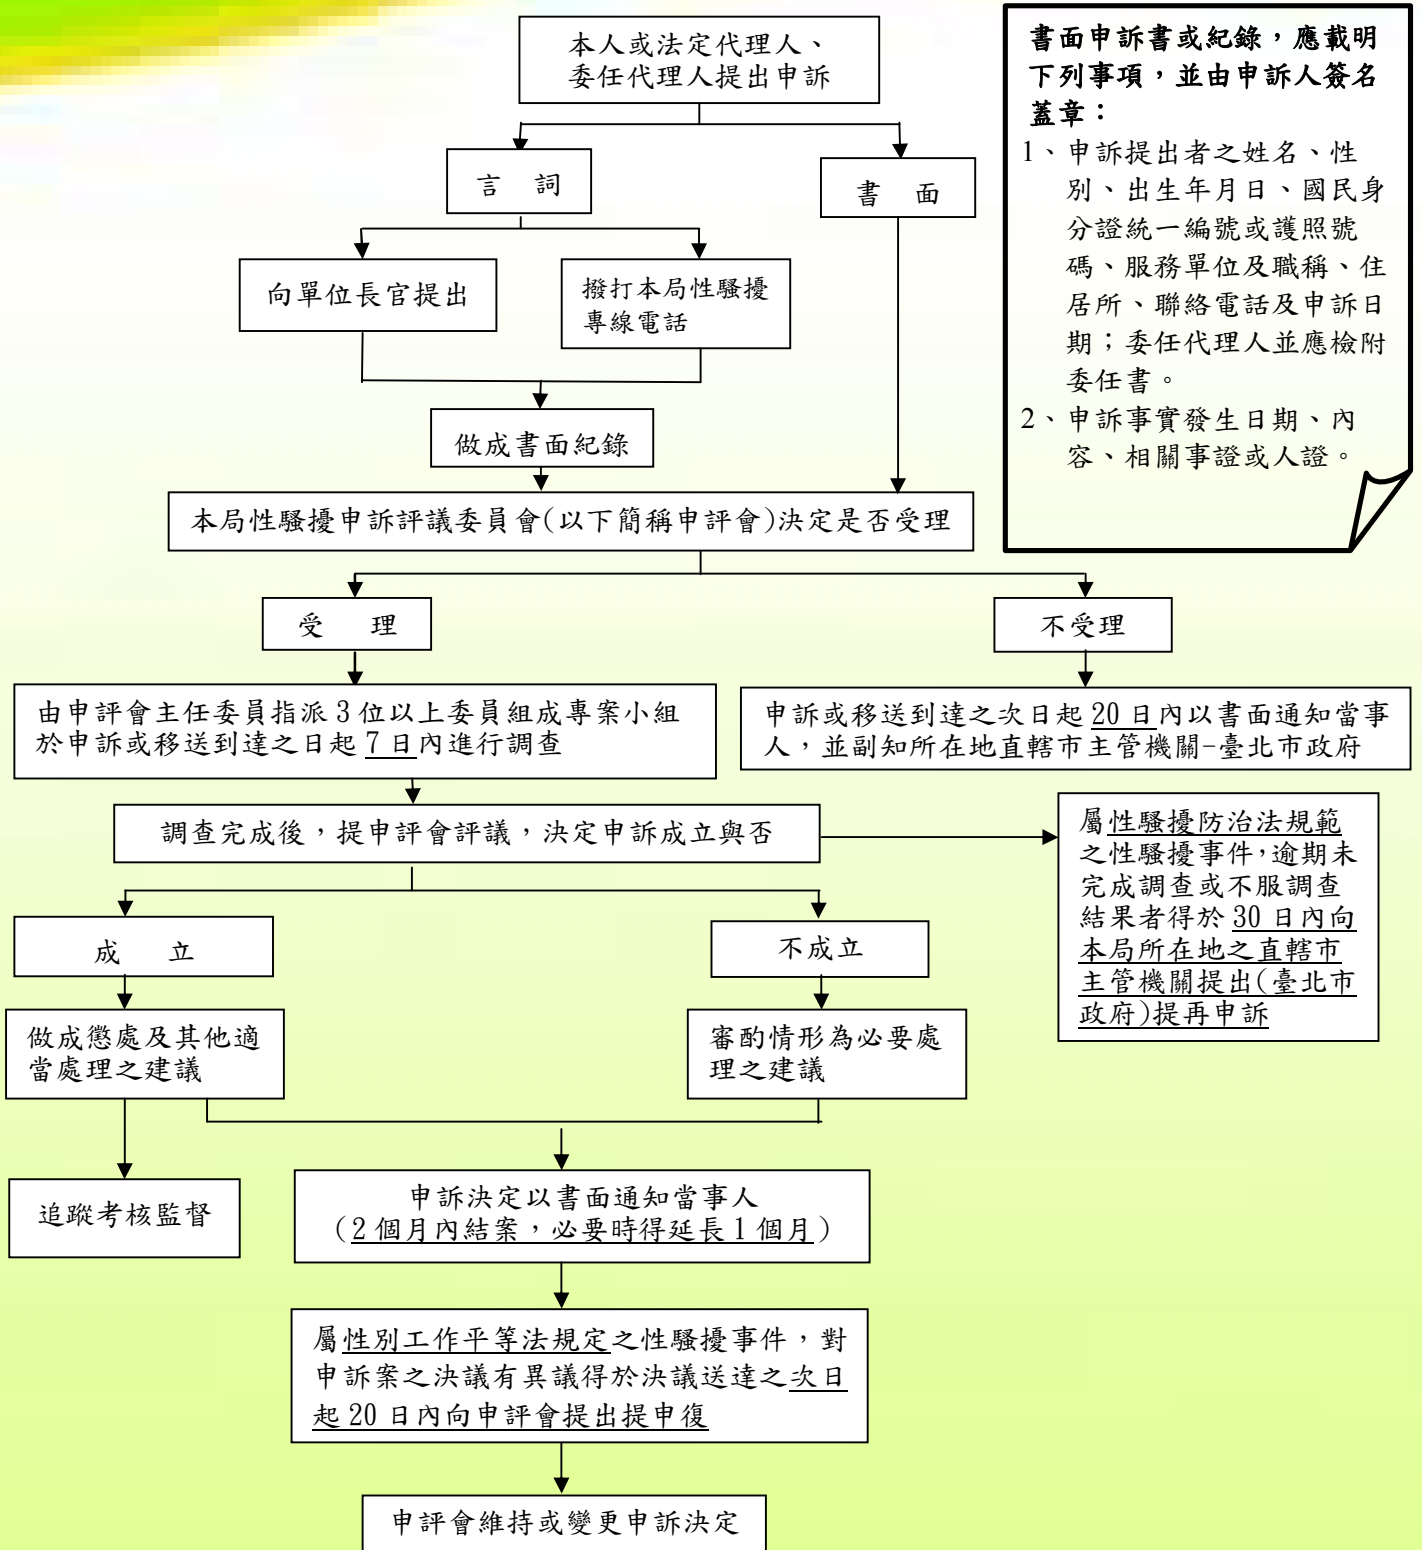 本人或法定代理人、
委任代理人提出申訴
言　詞
書　面
向單位長官提出
撥打本局性騷擾
專線電話
做成書面紀錄
書面申訴書或紀錄，應載明
下列事項，並由申訴人簽名
蓋章：
1、申訴提出者之姓名、性
別、出生年月日、國民身
分證統一編號或護照號
碼、服務單位及職稱、住
居所、聯絡電話及申訴日
期；委任代理人並應檢附
委任書。
2、申訴事實發生日期、內
容、相關事證或人證。
本局性騷擾申訴評議委員會(以下簡稱申評會)決定是否受理
受　理
不受理
由申評會主任委員指派 3 位以上委員組成專案小組
於申訴或移送到達之日起 7 日內進行調查
申訴或移送到達之次日起 20 日內以書面通知當事
人，並副知所在地直轄市主管機關-臺北市政府
調查完成後，提申評會評議，決定申訴成立與否
屬性騷擾防治法規範
之性騷擾事件，逾期未
完成調查或不服調查
結果者得於 30 日內向
本局所在地之直轄市
主管機關提出(臺北市
政府)提再申訴
成　立
不成立
做成懲處及其他適
當處理之建議
審酌情形為必要處
理之建議
追蹤考核監督
申訴決定以書面通知當事人
（2 個月內結案，必要時得延長 1 個月）
屬性別工作平等法規定之性騷擾事件，對
申訴案之決議有異議得於決議送達之次日
起 20 日內向申評會提出提申復
申評會維持或變更申訴決定